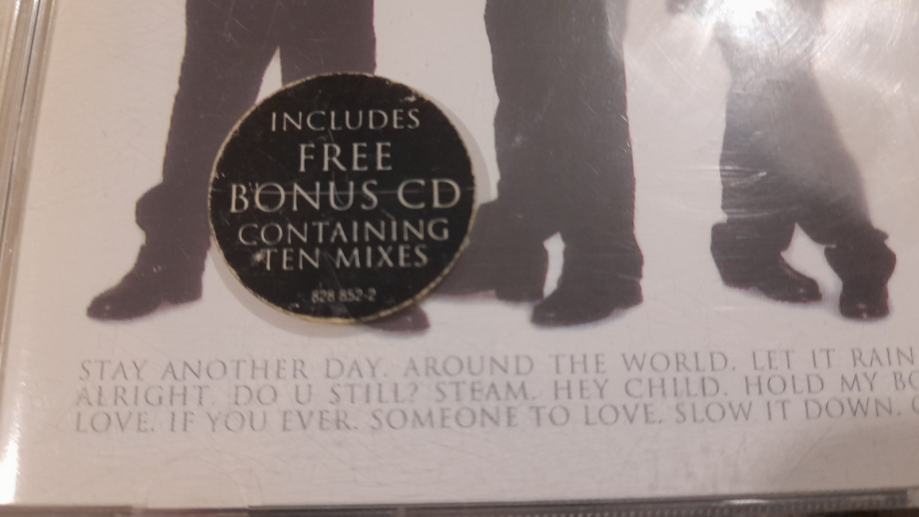 INCLUDES
FREE
BONUS CD
CONTAINING
TEN MIXES
828 852-2
STAY ANOTHER DAY. AROUND THE WORLD. LET IT RAIN
ALRIGHT. DO U STILL? STEAM. HEY CHILD. HOLD MY
LOVE. IF YOU EVER. SOMEONE TO LOVE. SLOW IT DOWN.